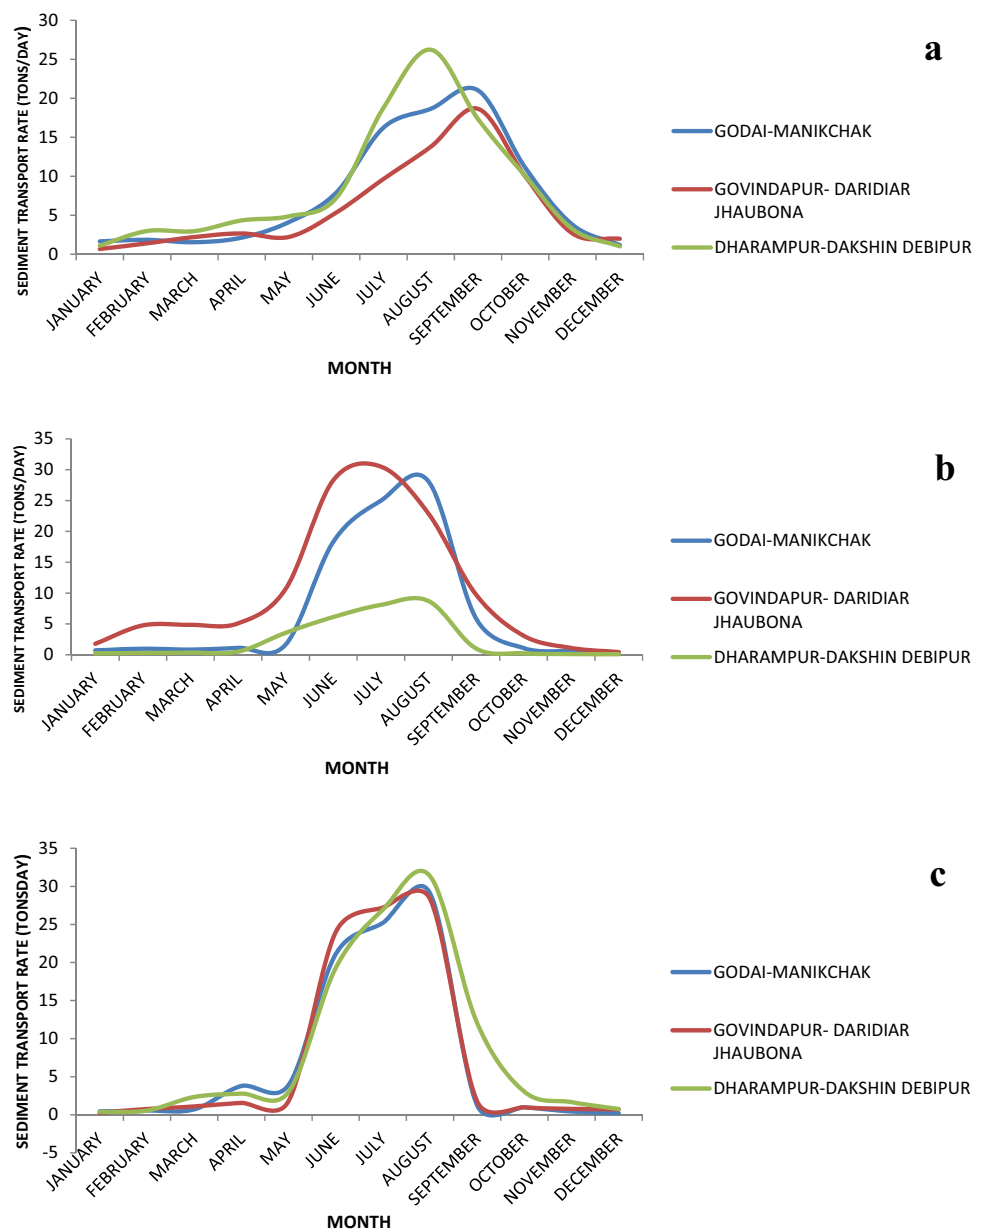 a
SEDIMENT TRANSPORT RATE (TONS/DAY)
30
25
20
15
10
5
0
JANUARY
FEBRUARY
MARCH
APRIL
MAY
JUNE
JULY
AUGUST
SEPTEMBER
OCTOBER
NOVEMBER
DECEMBER
MONTH
GODAI-MANIKCHAK
GOVINDAPUR- DARIDIAR
JHAUBONA
DHARAMPUR-DAKSHIN DEBIPUR
b
SEDIMENT TRANSPORT RATE (TONS/DAY)
35
30
25
20
15
10
5
0
JANUARY
FEBRUARY
MARCH
APRIL
MAY
JUNE
JULY
AUGUST
SEPTEMBER
OCTOBER
NOVEMBER
DECEMBER
MONTH
GODAI-MANIKCHAK
GOVINDAPUR- DARIDIAR
JHAUBONA
DHARAMPUR-DAKSHIN DEBIPUR
c
SEDIMENT TRANSPORT RATE (TONSDAY)
35
30
25
20
15
10
5
0
-5
JANUARY
FEBRUARY
MARCH
APRIL
MAY
JUNE
JULY
AUGUST
SEPTEMBER
OCTOBER
NOVEMBER
DECEMBER
MONTH
GODAI-MANIKCHAK
GOVINDAPUR- DARIDIAR
JHAUBONA
DHARAMPUR-DAKSHIN DEBIPUR